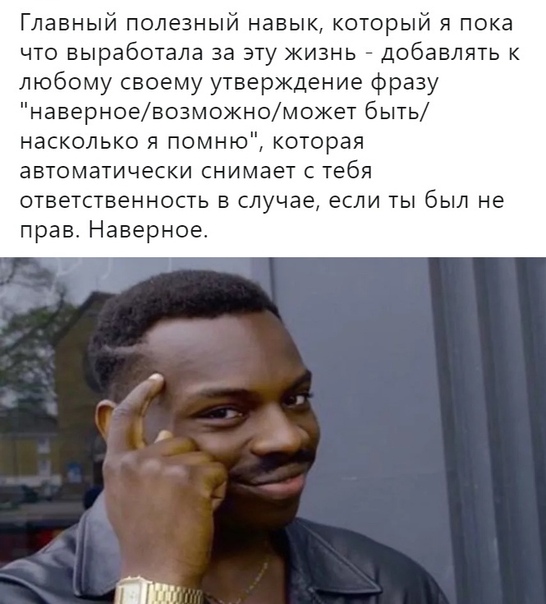 Главный полезный навык, который я пока
что выработала за эту жизнь - добавлять к
любому своему утверждение фразу
"наверное/возможно/может быть/
насколько я помню", которая
автоматически снимает с тебя
ответственность в случае, если ты был не
прав. Наверное.